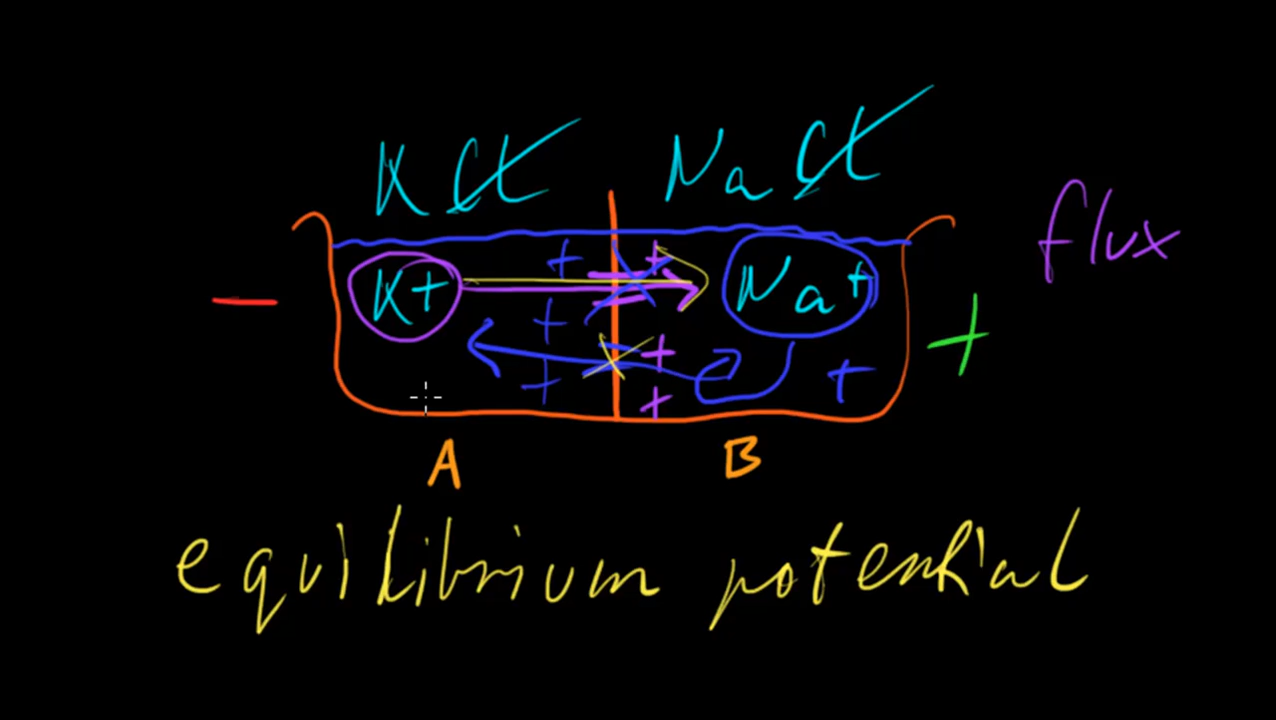 KCl NaCl
flux
K+ + + Na+
- + + + +
+ +
A B
equilibrium potential